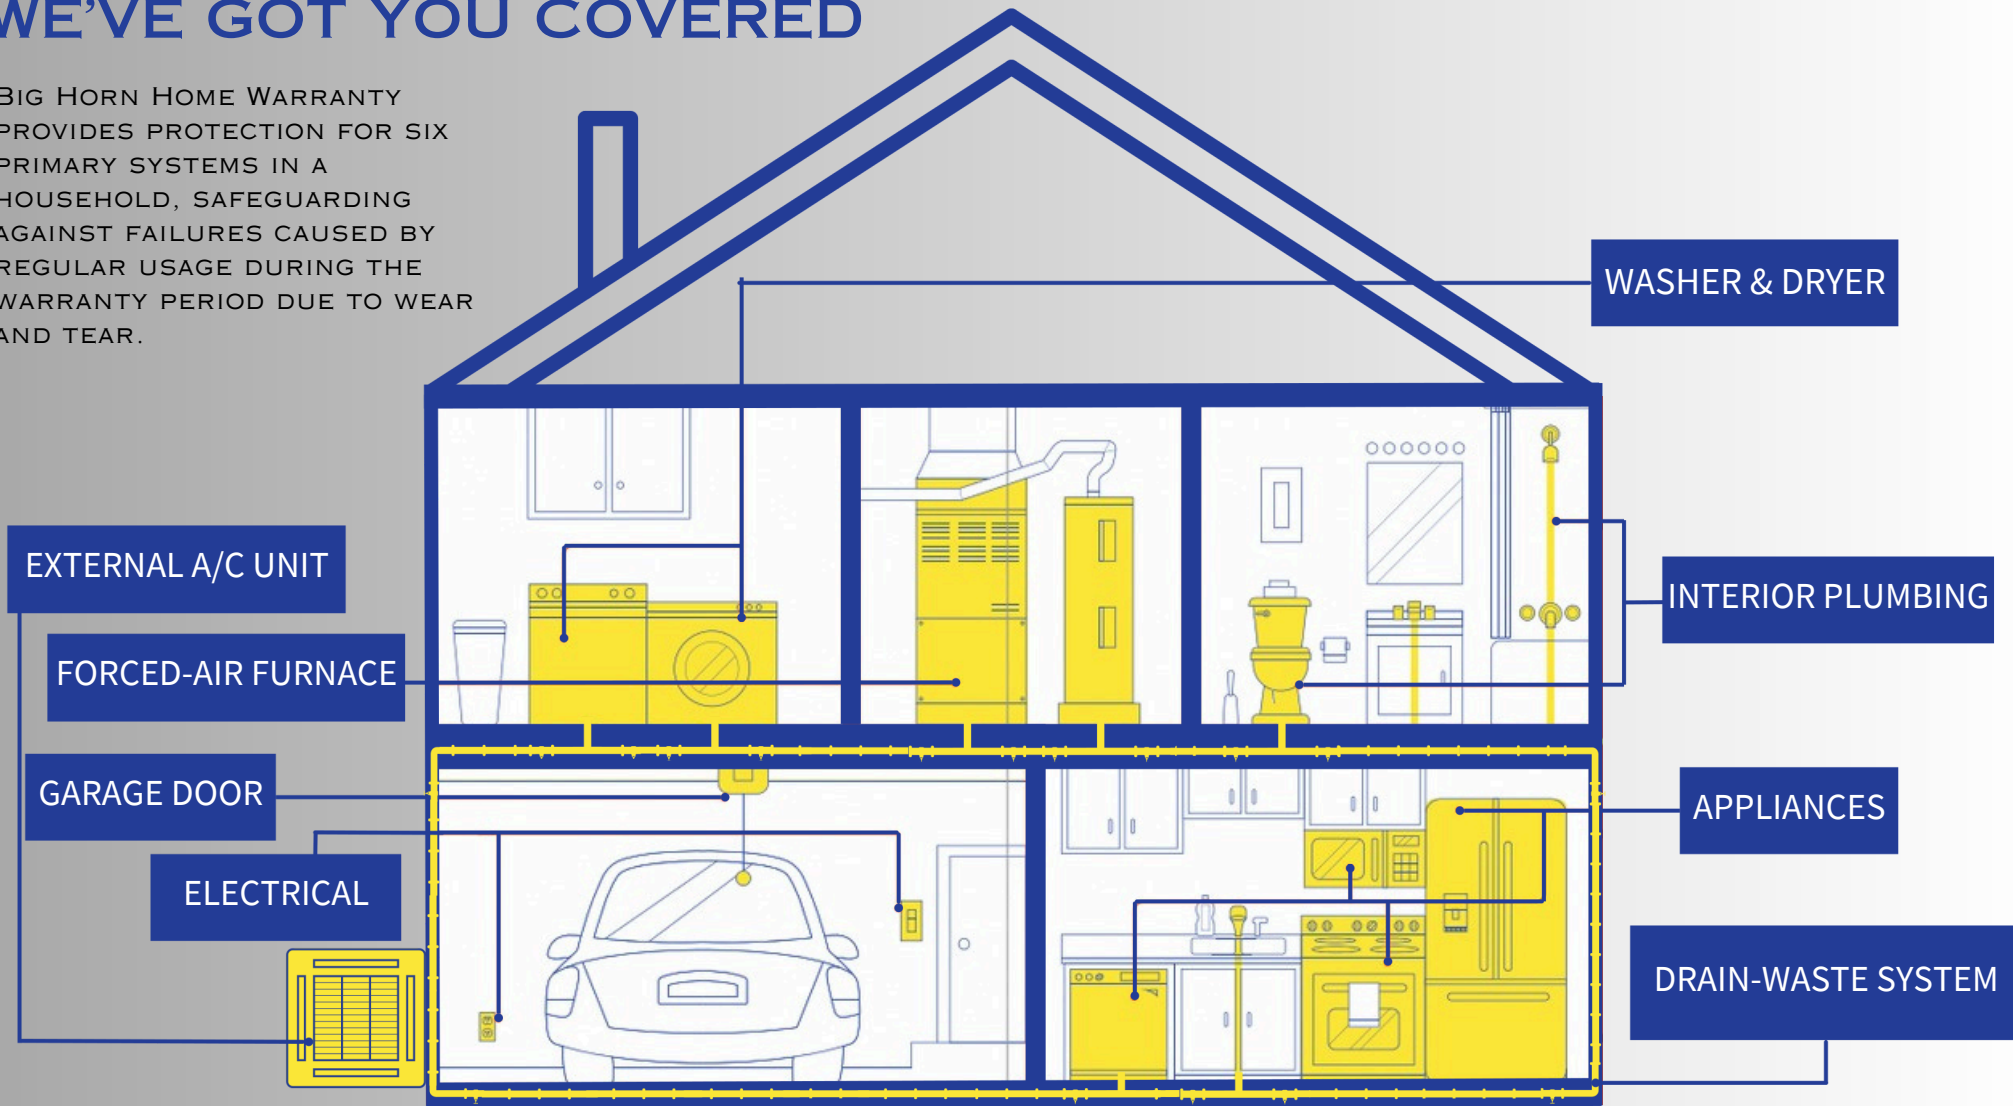 WE'VE GOT YOU COVERED
BIG HORN HOME WARRANTY
PROVIDES PROTECTION FOR SIX
PRIMARY SYSTEMS IN A
HOUSEHOLD, SAFEGUARDING
AGAINST FAILURES CAUSED BY
REGULAR USAGE DURING THE
WARRANTY PERIOD DUE TO WEAR
AND TEAR.
WASHER & DRYER
EXTERNAL A/C UNIT
INTERIOR PLUMBING
FORCED-AIR FURNACE
GARAGE DOOR
APPLIANCES
ELECTRICAL
DRAIN-WASTE SYSTEM